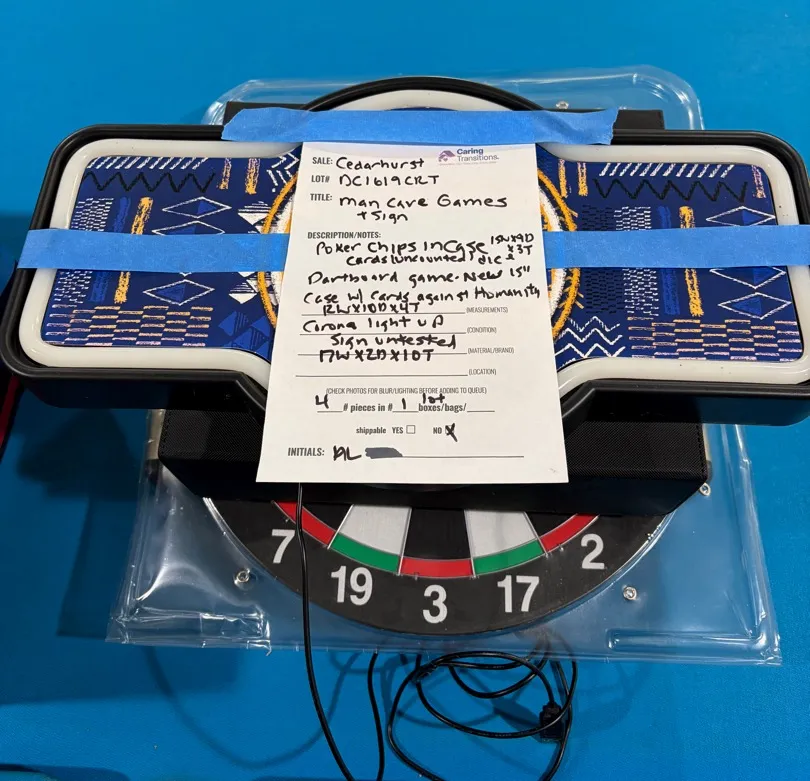 SALE: Cedarhurst
Caring Transitions.
LOT# DC1619CRT
TITLE: Man Cave Games
+ Sign
DESCRIPTION/NOTES:
Poker Chips in Case 15Wx9D
cards (uncounted) dice x3T
Dartboard game - New 15"
Case w/ Cards against Humanity
12Wx10Dx4T (MEASUREMENTS)
Corona light up (CONDITION)
Sign untested
17Wx2Dx10T (MATERIAL/BRAND)
(LOCATION)
(CHECK PHOTOS FOR BLUR/LIGHTING BEFORE ADDING TO QUEUE)
4 # pieces in # 1 lot boxes/bags/
shippable YES NO X
INITIALS: AL
7 19 3 17 2